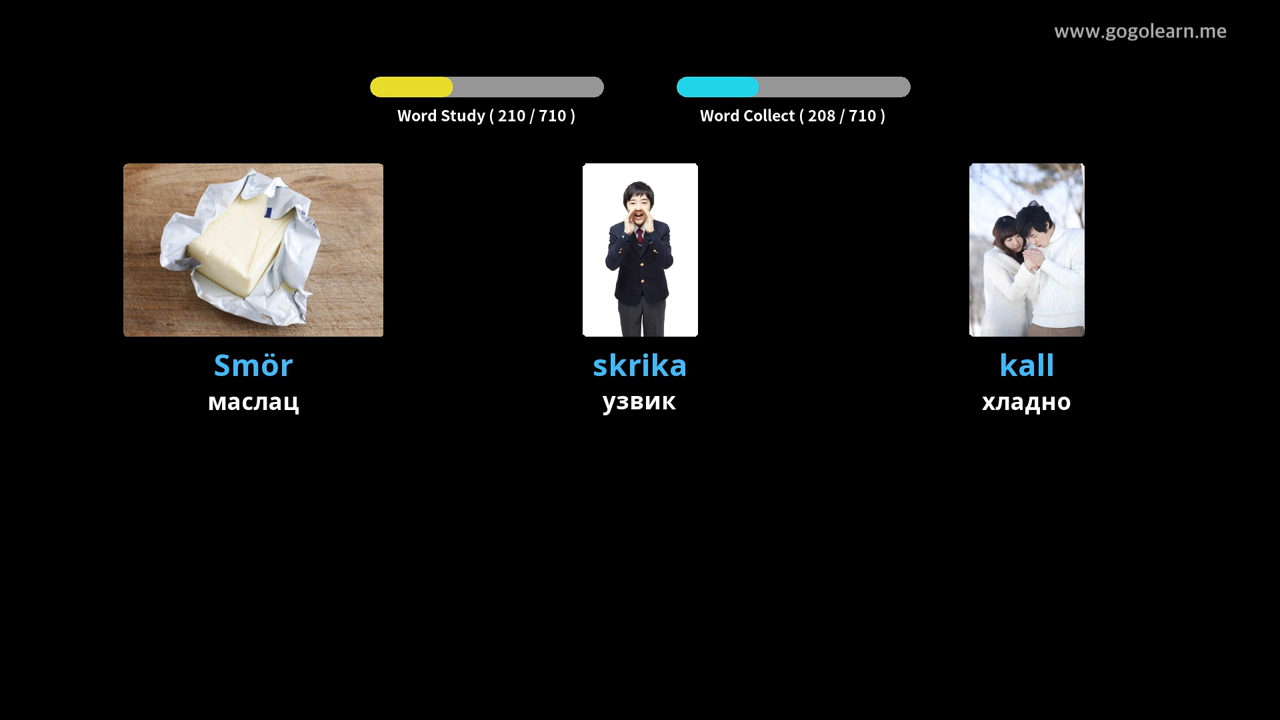 www.gogolearn.me
Word Study ( 210 / 710 )
Word Collect ( 208 / 710 )
Smör
skrika
kall
маслац
узвик
хладно